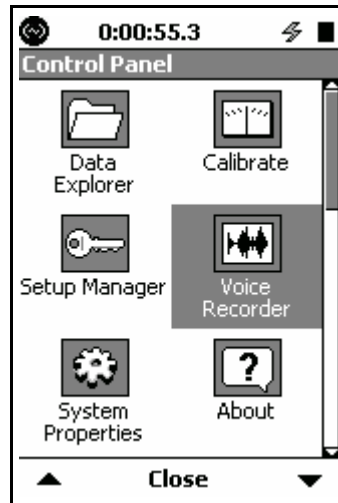 0:00:55.3
Control Panel
Data
Explorer
Calibrate
Setup Manager
Voice
Recorder
System
Properties
?
About
Close